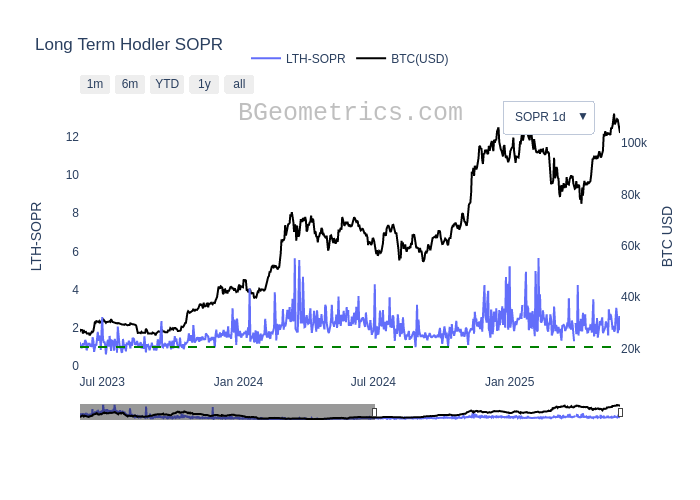 Long Term Hodler SOPR
LTH-SOPR BTC(USD)
1m 6m YTD 1y all
BGeometrics.com
SOPR 1d ▼
12
10
8
6
4
2
0
LTH-SOPR
100k
80k
60k
40k
20k
BTC USD
Jul 2023 Jan 2024 Jul 2024 Jan 2025